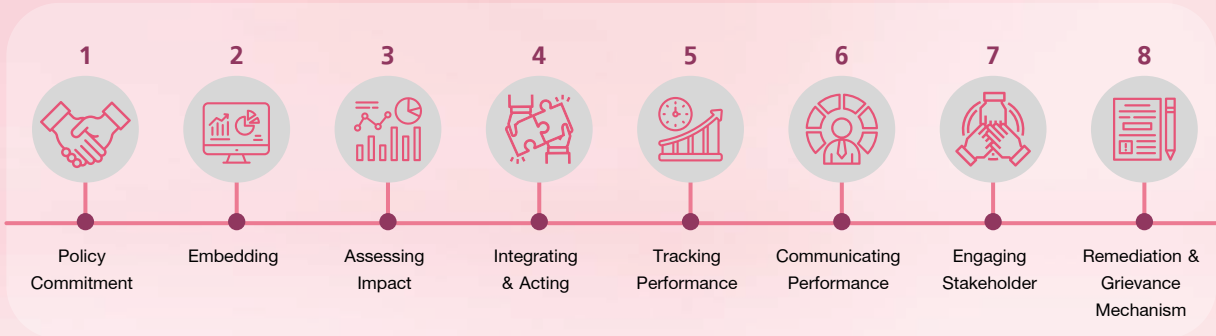 1
2
3
4
5
6
7
8
Policy
Commitment
Embedding
Assessing
Impact
Integrating
& Acting
Tracking
Performance
Communicating
Performance
Engaging
Stakeholder
Remediation &
Grievance
Mechanism